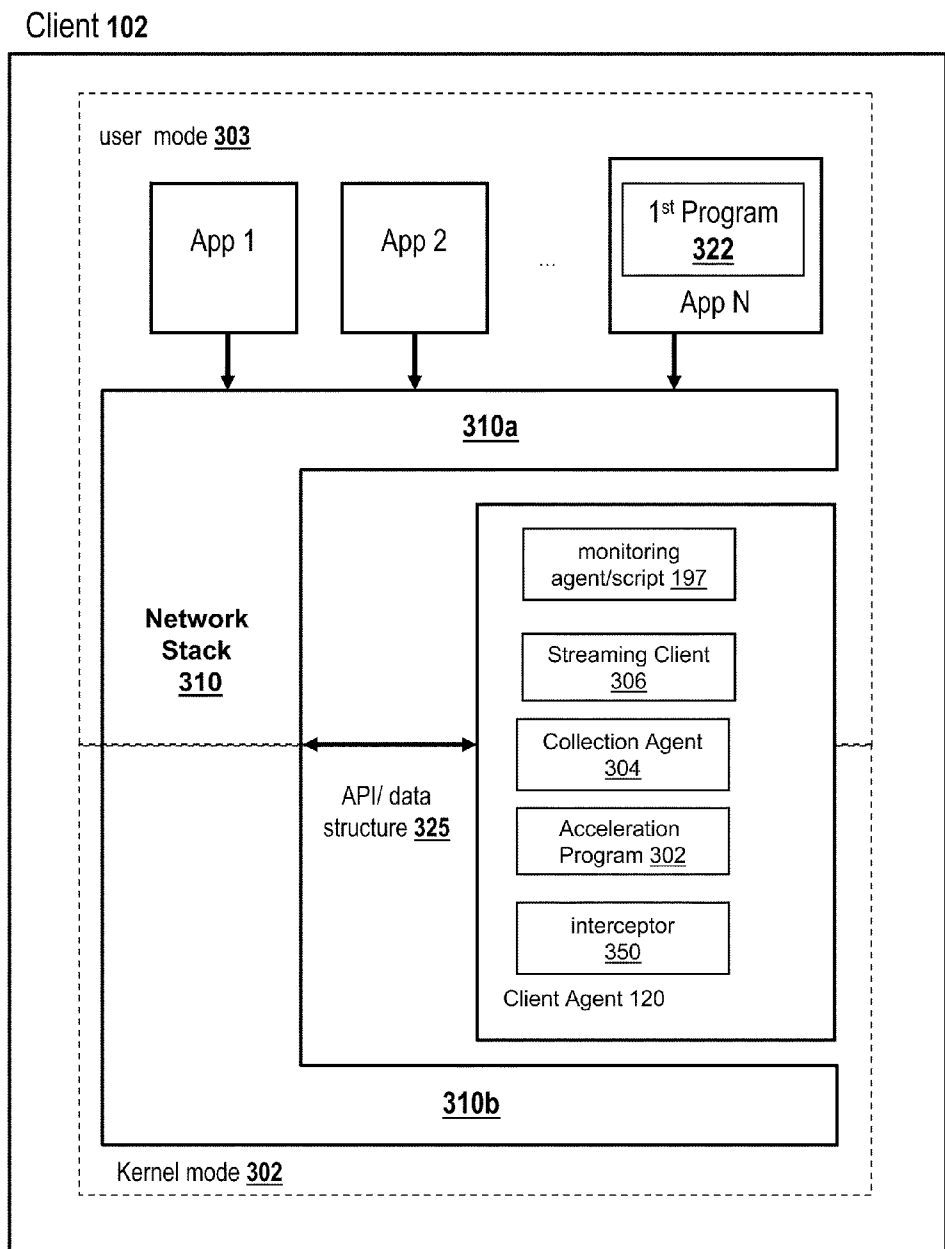 Client 102
user mode 303
App 1
App 2
...
1st Program
322
App N
310a
Network
Stack
310
monitoring
agent/script 197
Streaming Client
306
Collection Agent
304
API/ data
structure 325
Acceleration
Program 302
interceptor
350
Client Agent 120
310b
Kernel mode 302